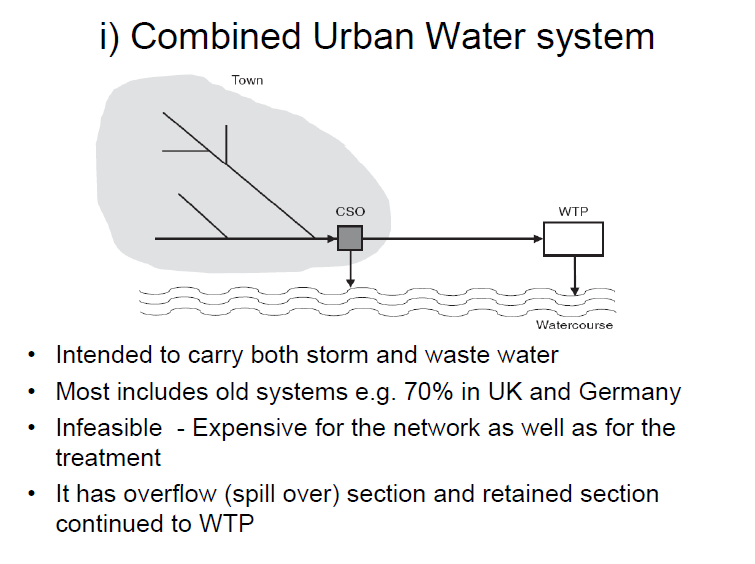 i) Combined Urban Water system
Town
CSO
WTP
Watercourse
• Intended to carry both storm and waste water
• Most includes old systems e.g. 70% in UK and Germany
• Infeasible - Expensive for the network as well as for the
treatment
• It has overflow (spill over) section and retained section
continued to WTP